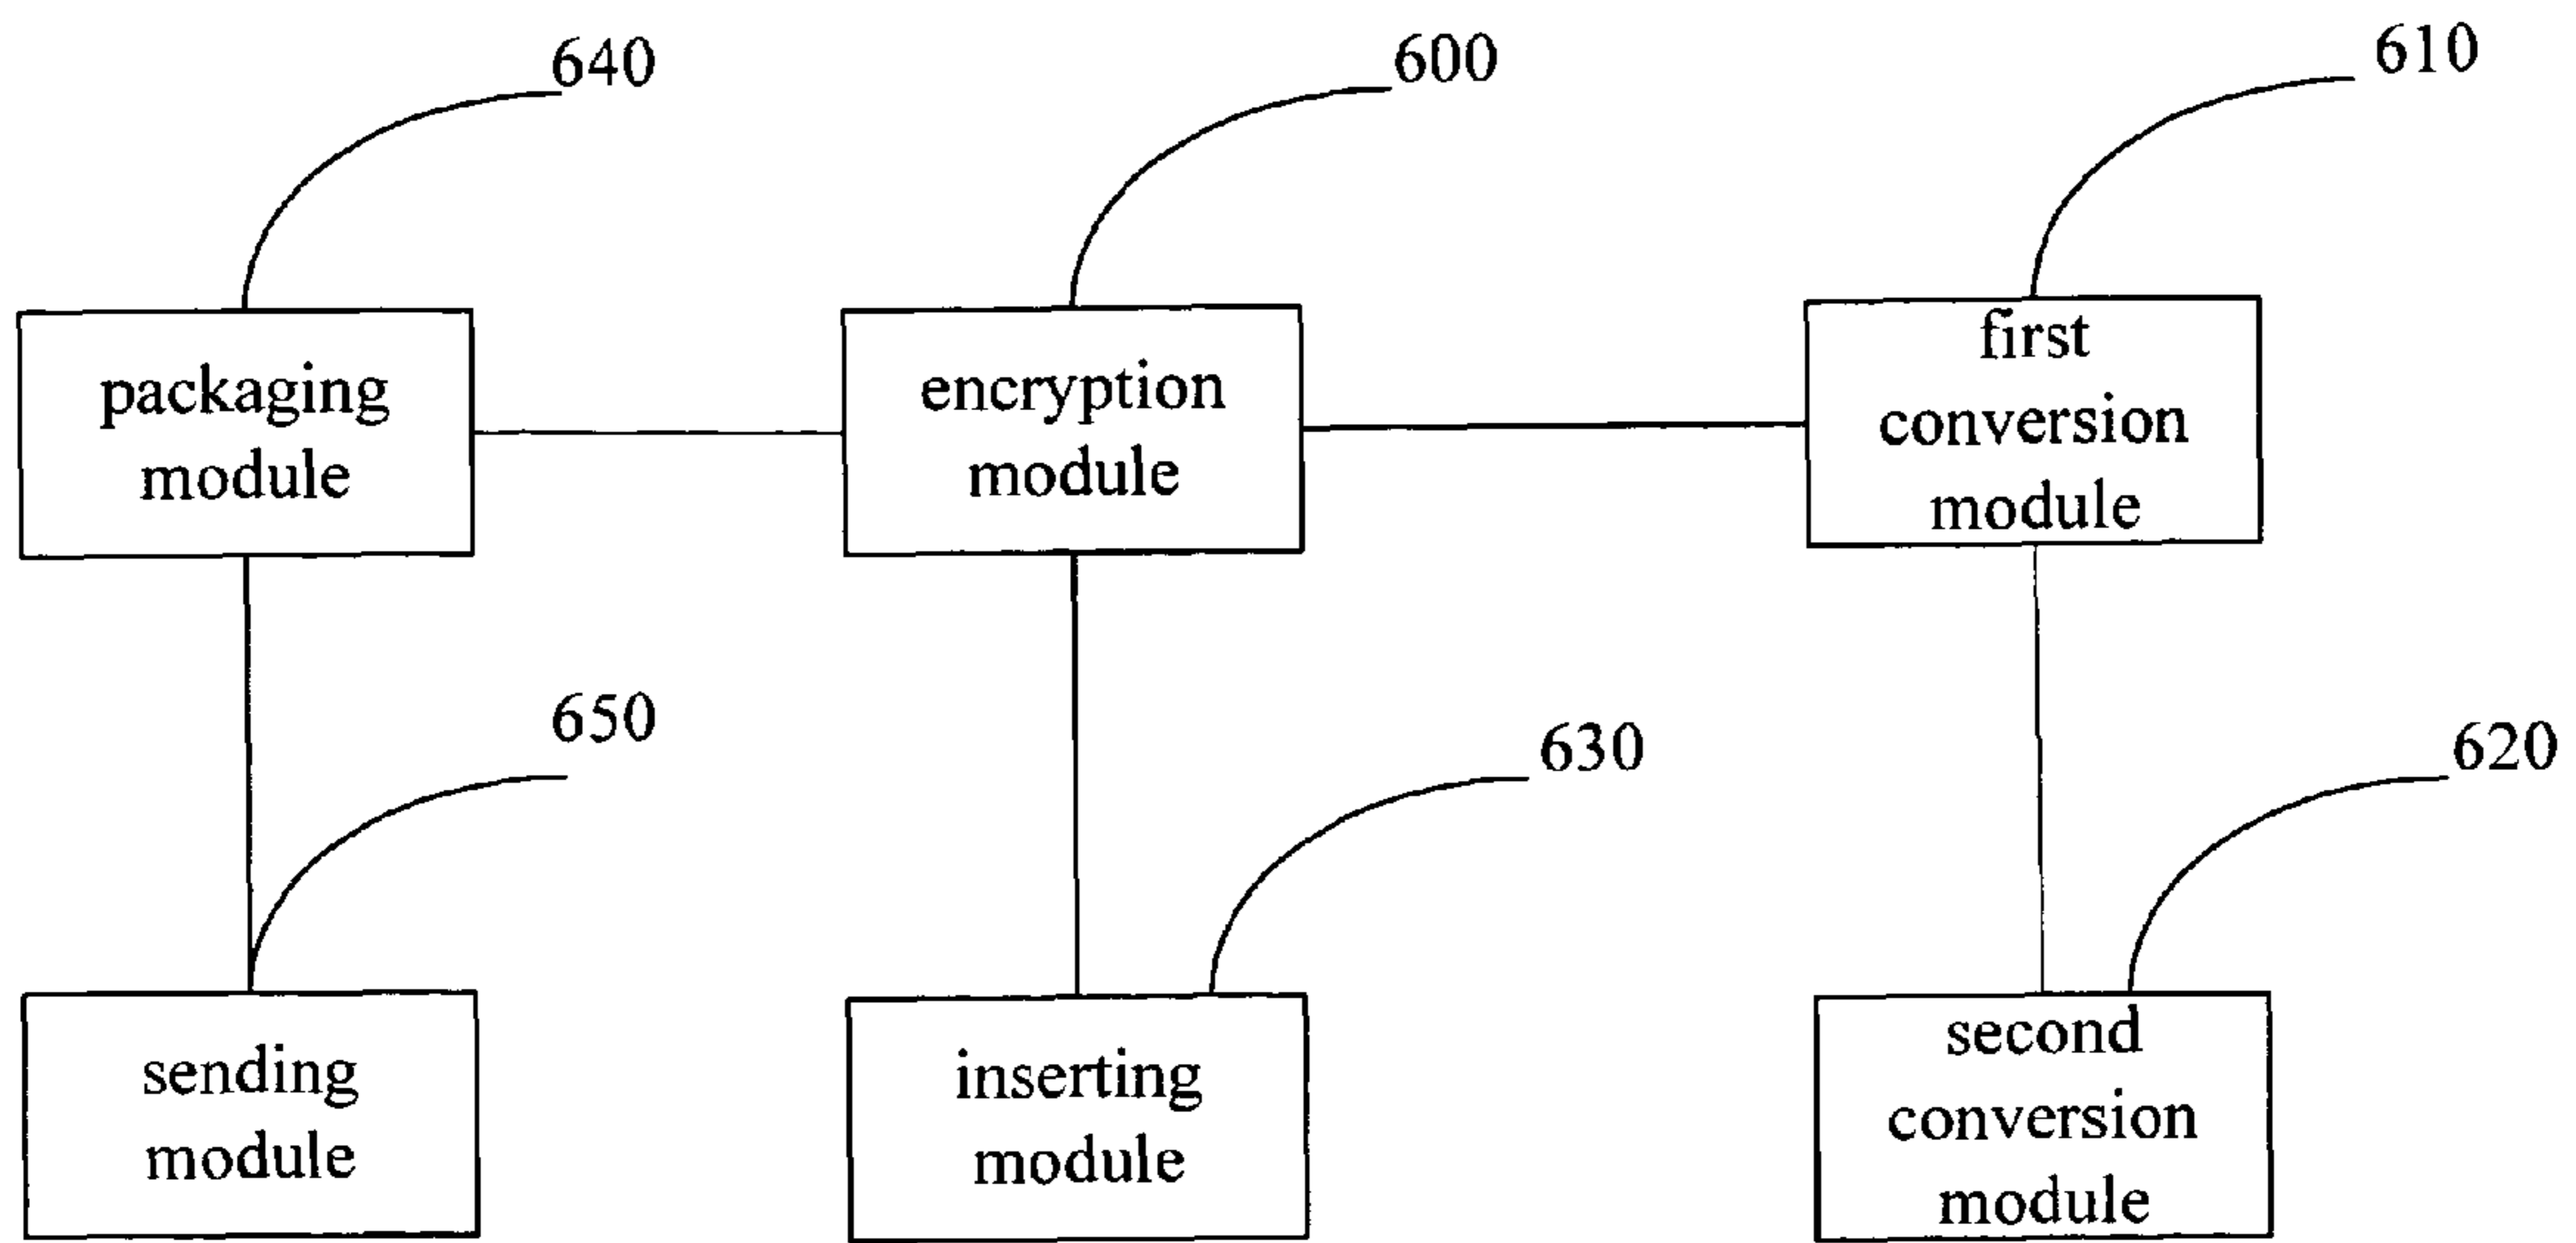 640
600
610
packaging
module
encryption
module
first
conversion
module
650
630
620
sending
module
inserting
module
second
conversion
module